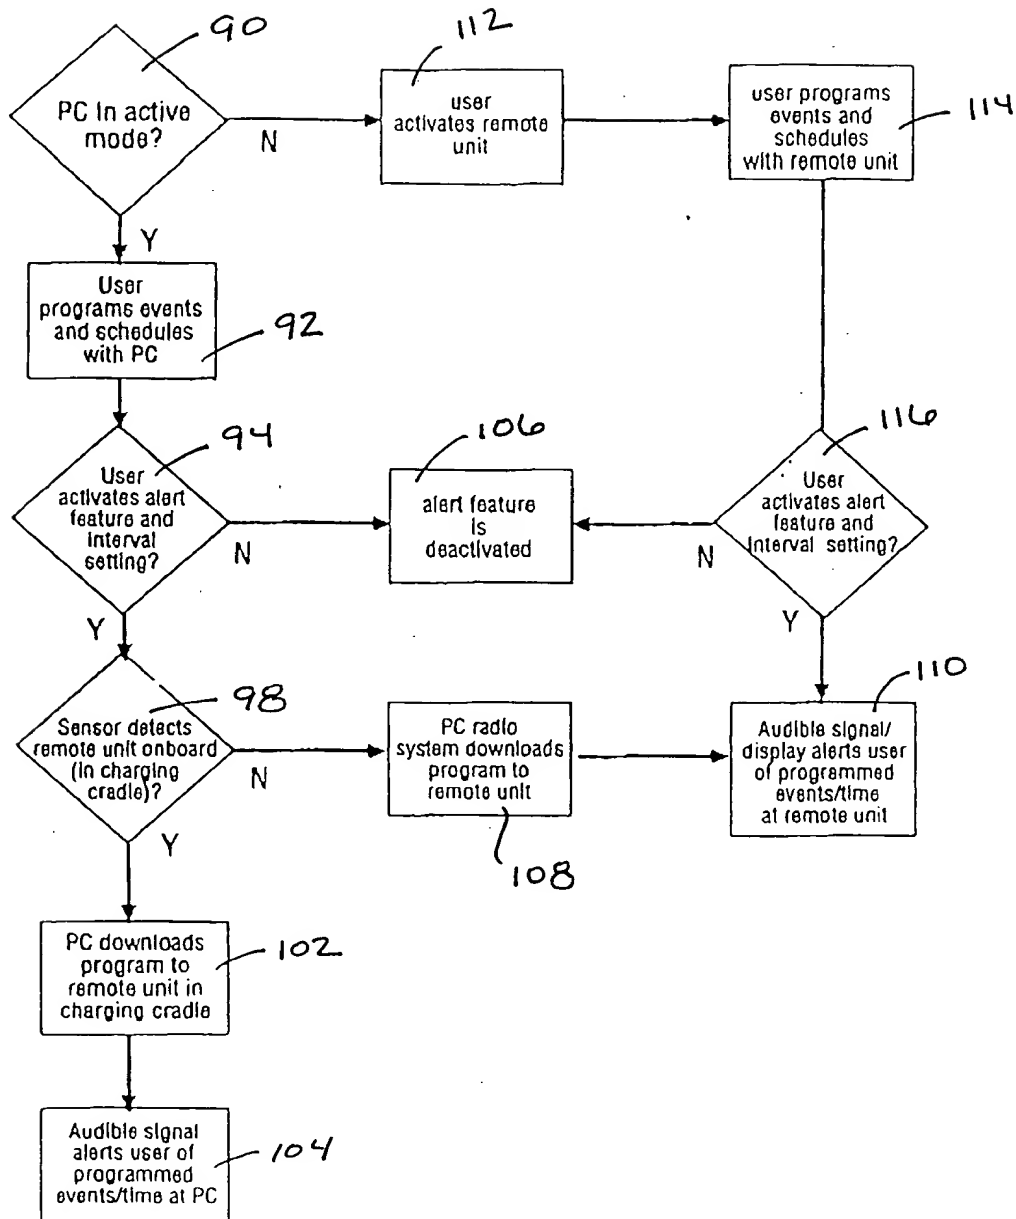 90
112
114
PC In active
mode?
N
user
activates remote
unit
user programs
events and
schedules
with remote unit
Y
User
programs events
and schedules
with PC
92
94
106
116
User
activates alert
feature and
interval
setting?
N
alert feature
is
deactivated
N
User
activates alert
feature and
Interval setting?
Y
Y
98
110
Sensor detects
remote unit onboard
(in charging
cradle)?
N
PC radio
system downloads
program to
remote unit
108
Audible signal/
display alerts user
of programmed
events/time
at remote unit
Y
PC downloads
program to
remote unit in
charging cradle
102
Audible signal
alerts user of
programmed
events/time at PC
104